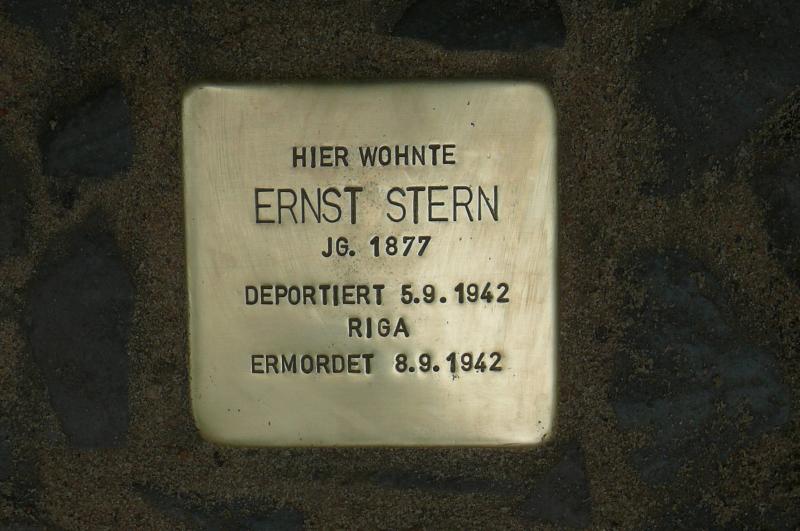 HIER WOHNTE
ERNST STERN
JG. 1877
DEPORTIERT 5.9.1942
RIGA
ERMORDET 8.9.1942